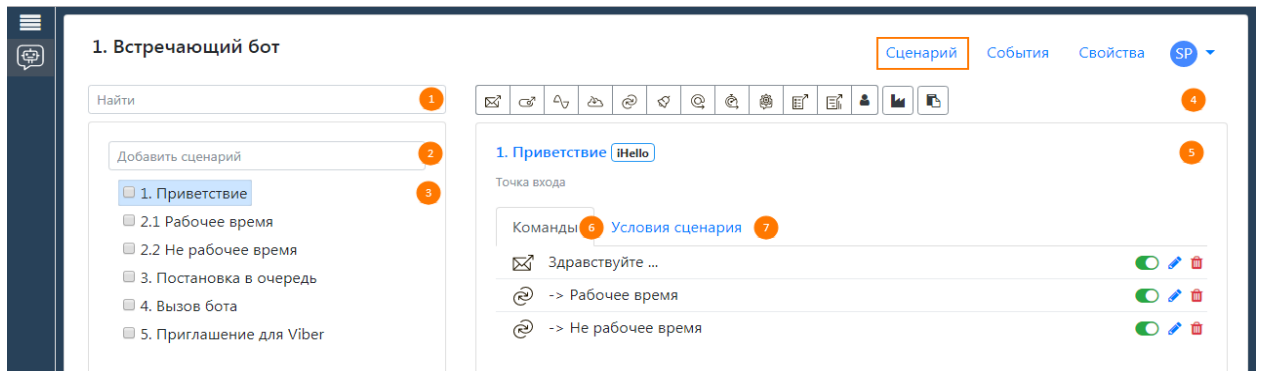 1. Встречающий бот
Сценарий События Свойства SP
Найти 1
4
Добавить сценарий 2
1. Приветствие 3
2.1 Рабочее время
2.2 Не рабочее время
3. Постановка в очередь
4. Вызов бота
5. Приглашение для Viber
1. Приветствие iHello 5
Точка входа
Команды 6 Условия сценария 7
Здравствуйте ...
-> Рабочее время
-> Не рабочее время